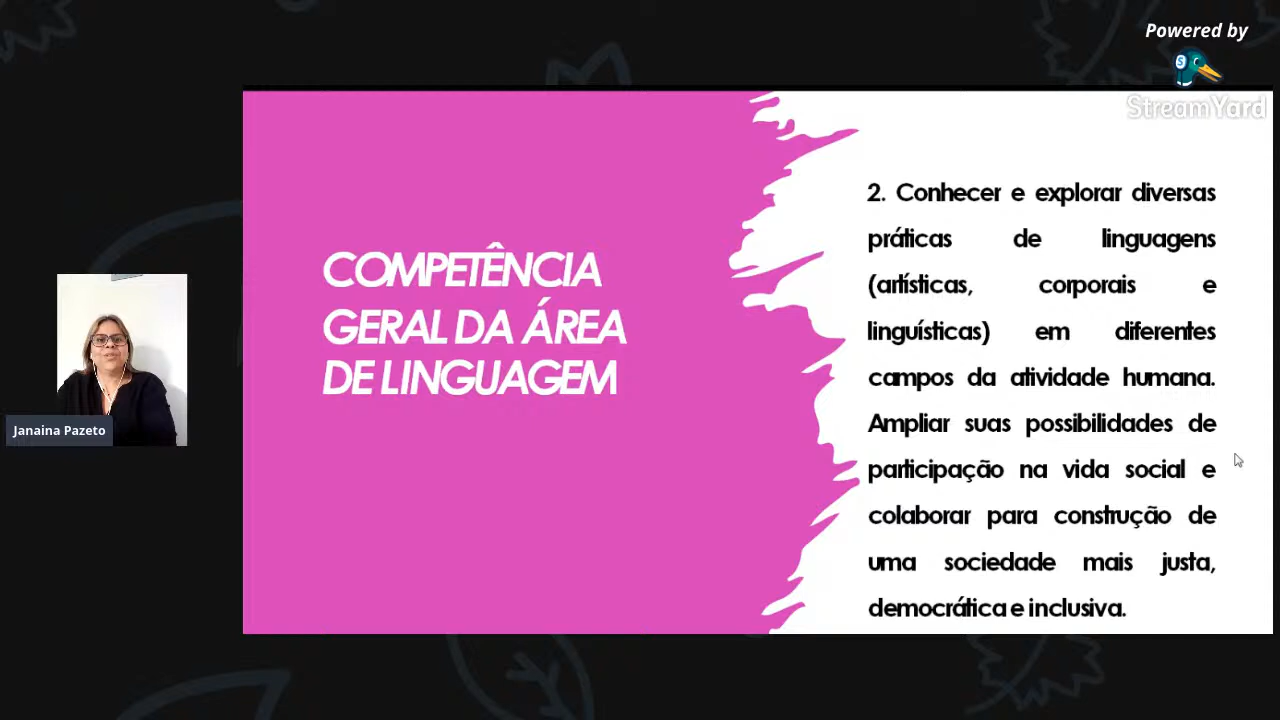 Powered by
StreamYard
COMPETÊNCIA
GERAL DA ÁREA
DE LINGUAGEM
2. Conhecer e explorar diversas
práticas de linguagens
(artísticas, corporais e
linguísticas) em diferentes
campos da atividade humana.
Ampliar suas possibilidades de
participação na vida social e
colaborar para construção de
uma sociedade mais justa,
democrática e inclusiva.
Janaina Pazeto